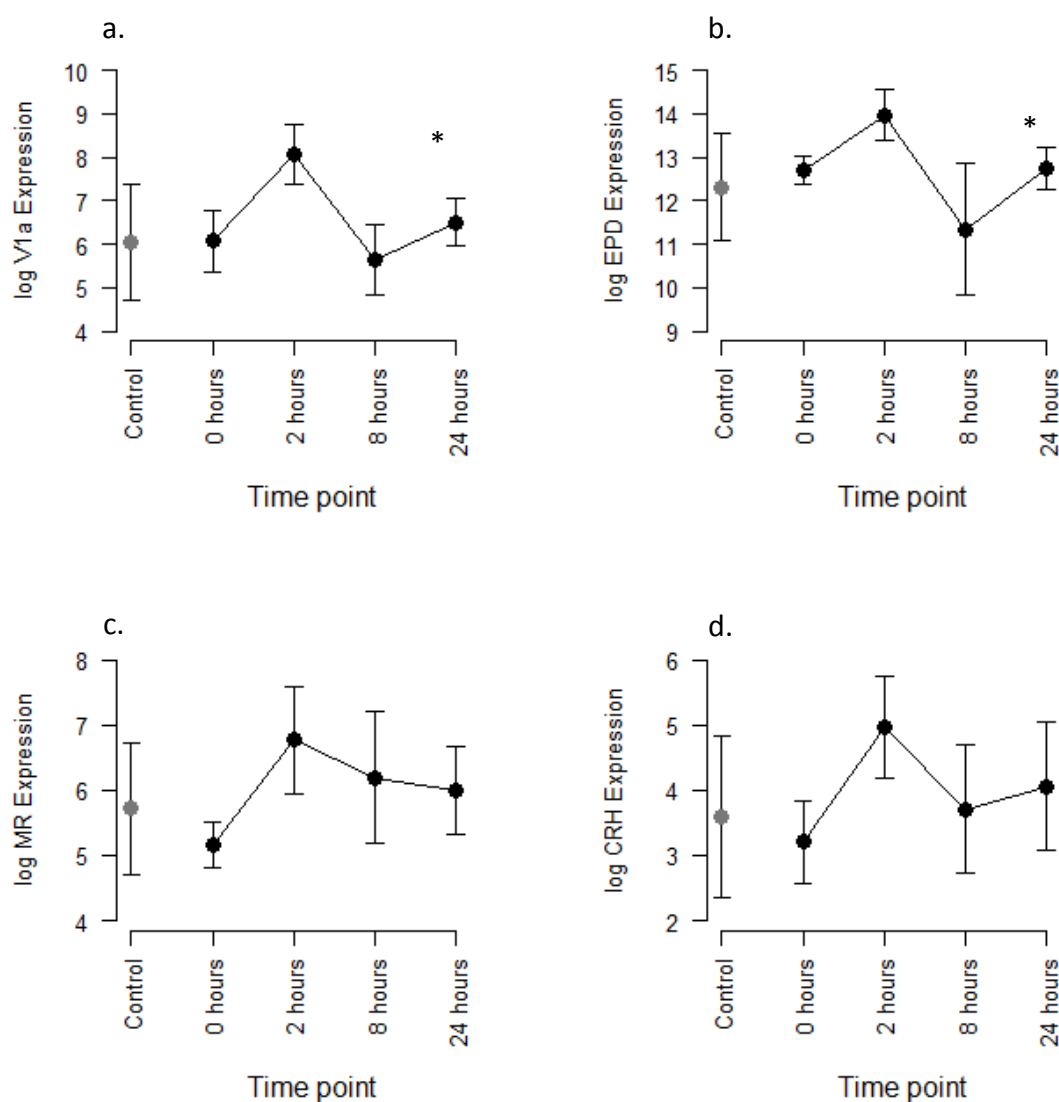 a.
log V1a Expression
10
9
8
7
6
5
4
*
Control
0 hours
2 hours
8 hours
24 hours
Time point
b.
log EPD Expression
15
14
13
12
11
10
9
*
Control
0 hours
2 hours
8 hours
24 hours
Time point
c.
log MR Expression
8
7
6
5
4
Control
0 hours
2 hours
8 hours
24 hours
Time point
d.
log CRH Expression
6
5
4
3
2
Control
0 hours
2 hours
8 hours
24 hours
Time point